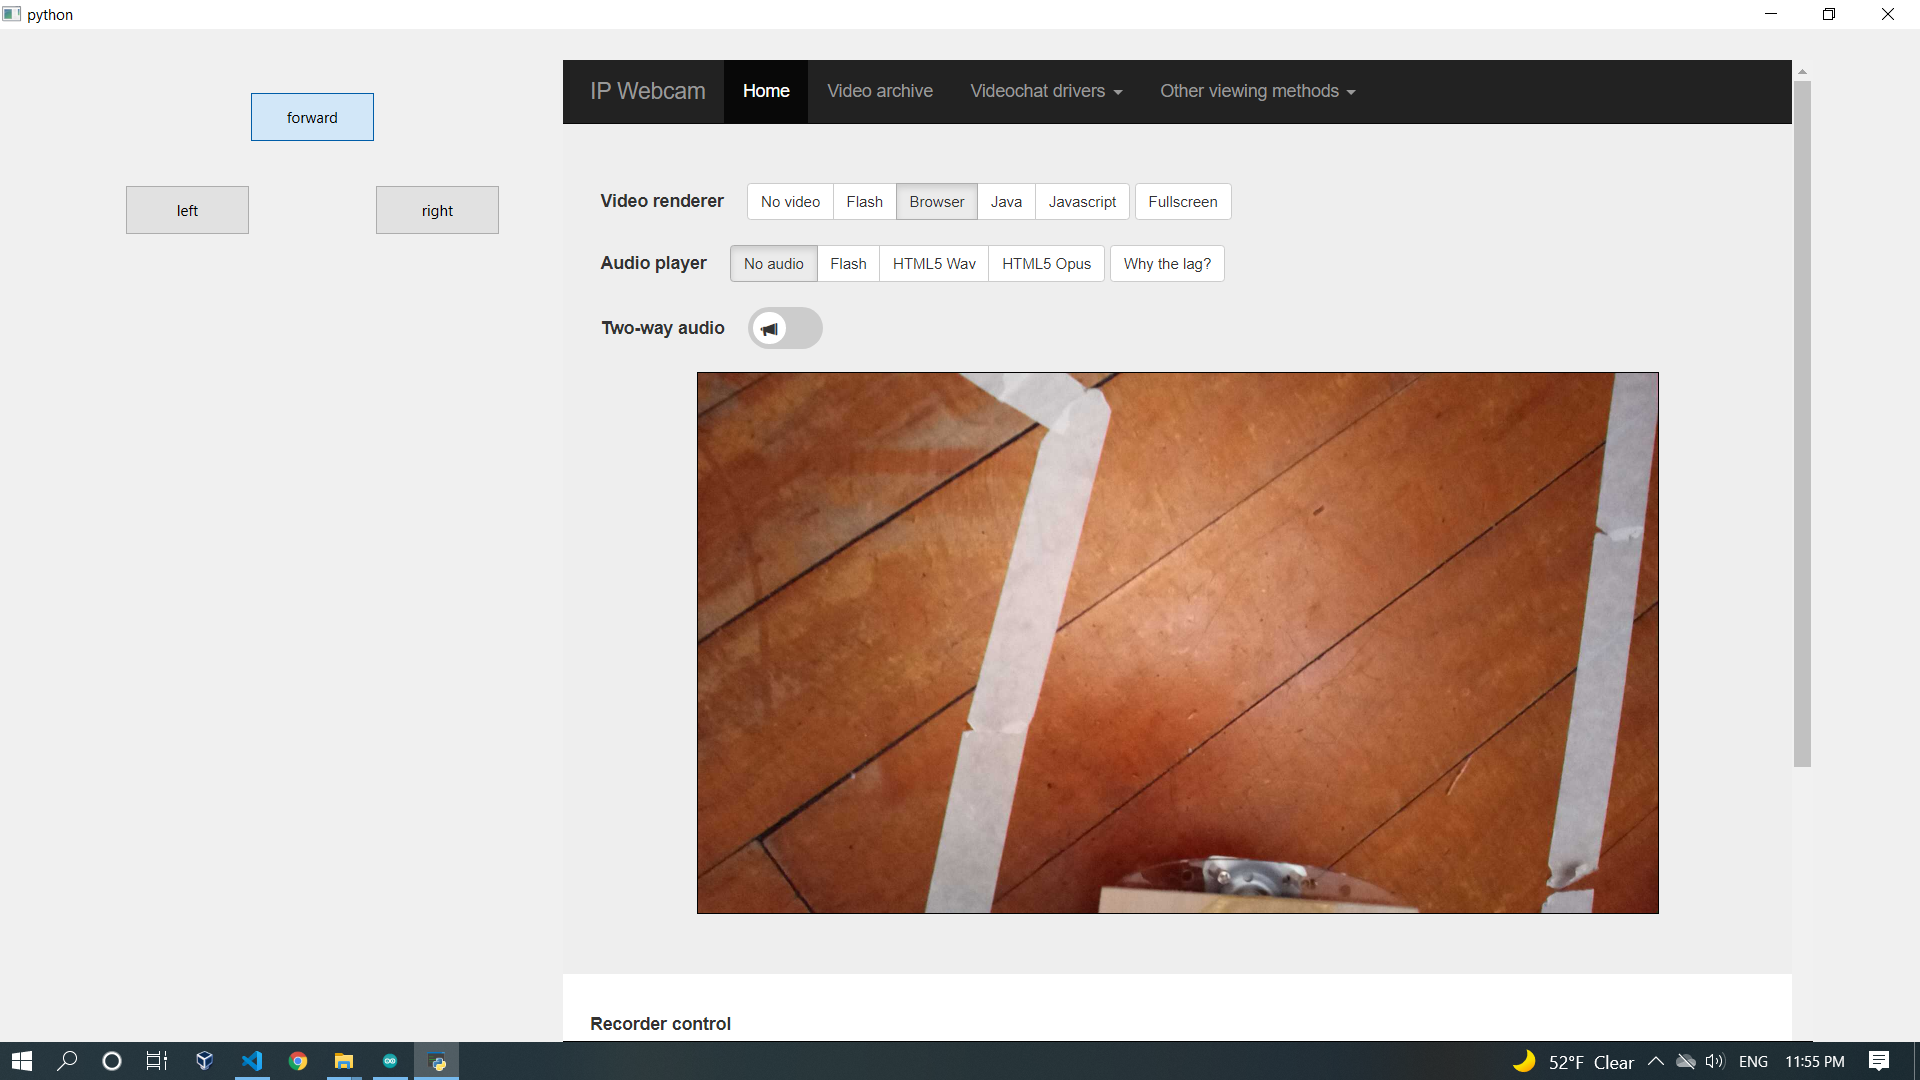 python
forward
left
right
IP Webcam Home Video archive Videochat drivers Other viewing methods
Video renderer No video Flash Browser Java Javascript Fullscreen
Audio player No audio Flash HTML5 Wav HTML5 Opus Why the lag?
Two-way audio
Recorder control
52°F Clear ENG 11:55 PM